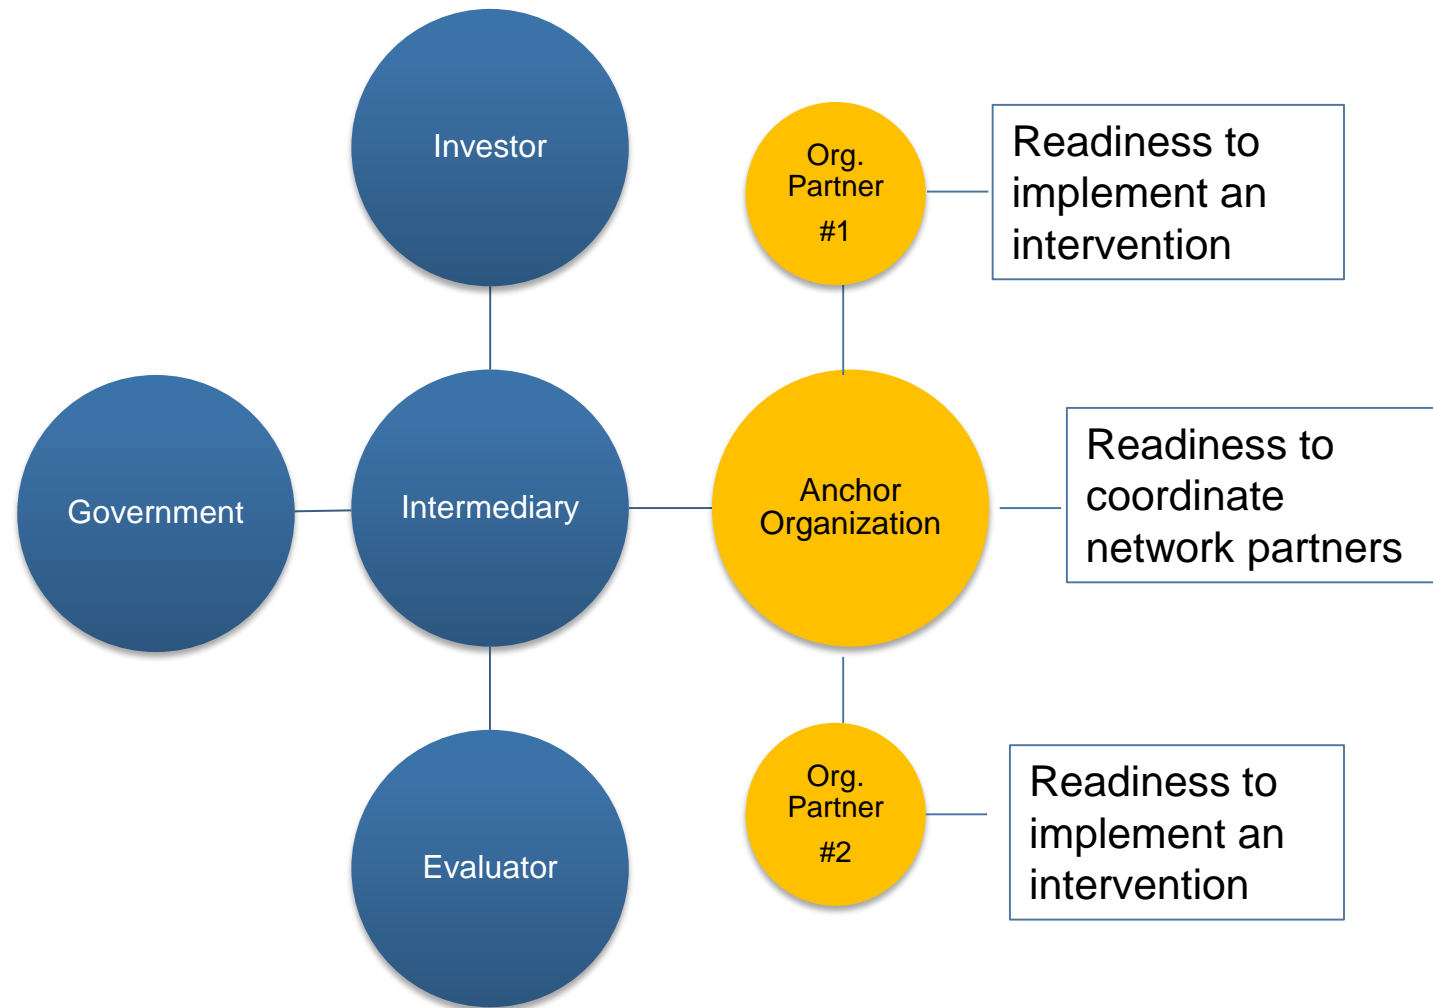 Investor
Org.
Partner
#1
Readiness to
implement an
intervention
Government
Intermediary
Anchor
Organization
Readiness to
coordinate
network partners
Evaluator
Org.
Partner
#2
Readiness to
implement an
intervention